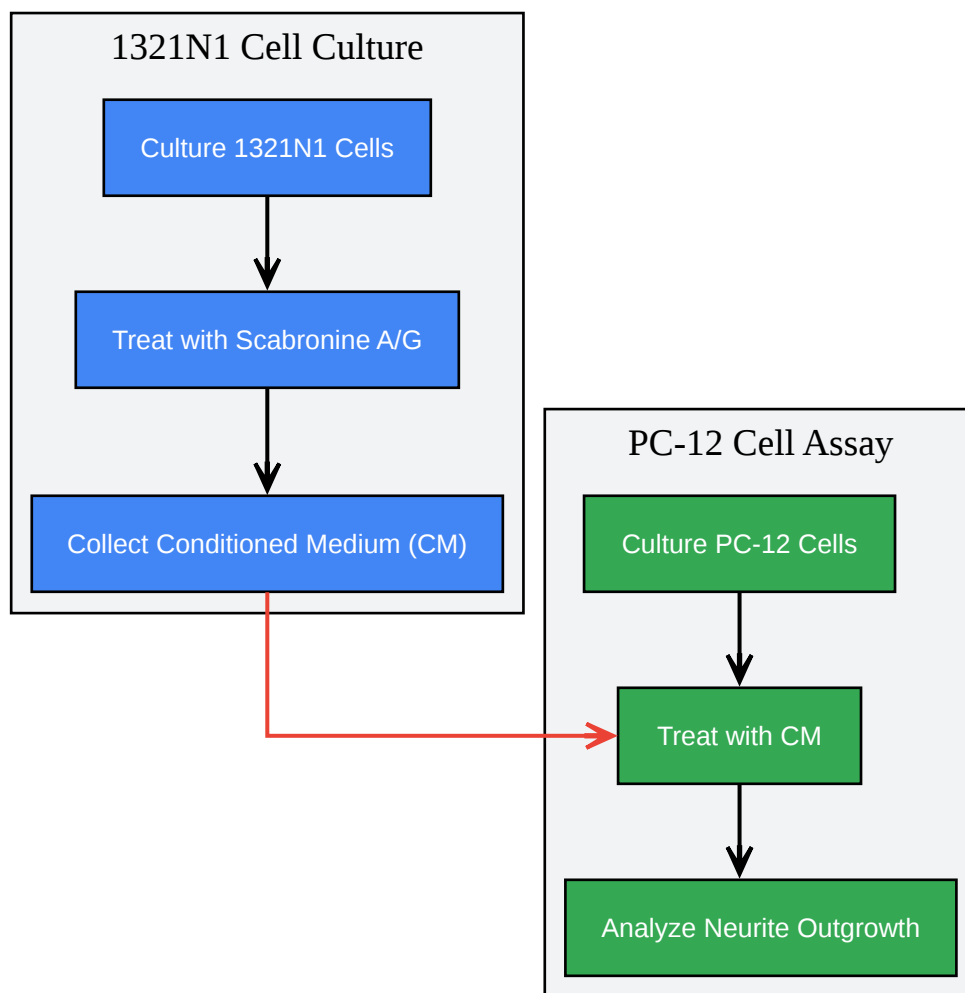 1321N1 Cell Culture
Culture 1321N1 Cells
Treat with Scabronine A/G
Collect Conditioned Medium (CM)
PC-12 Cell Assay
Culture PC-12 Cells
Treat with CM
Analyze Neurite Outgrowth